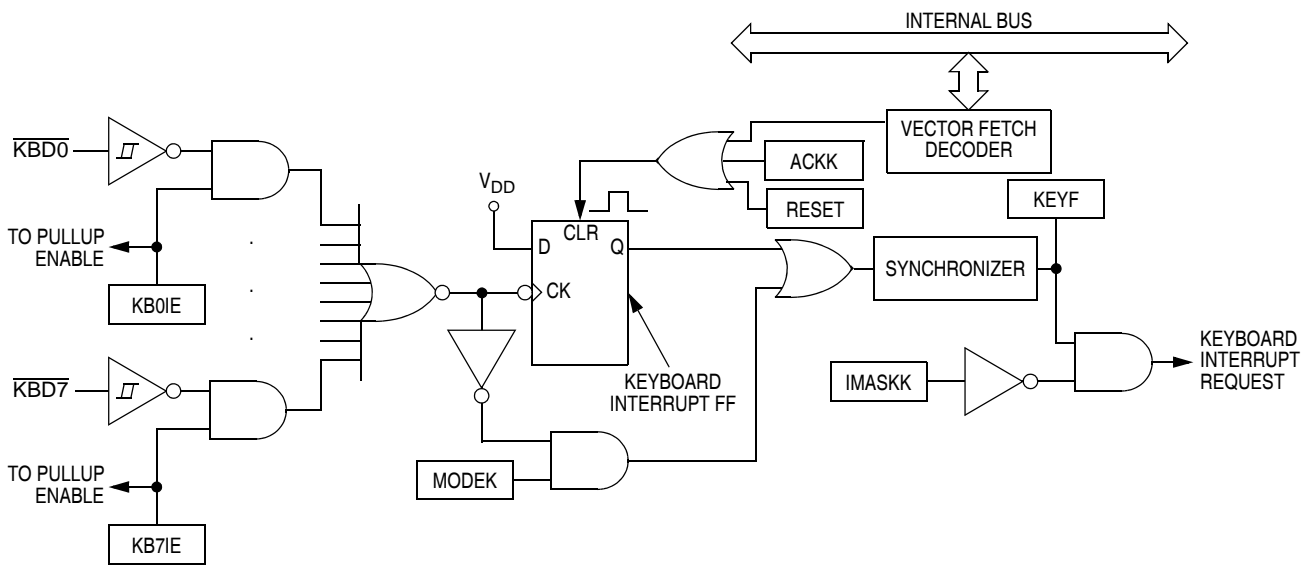 INTERNAL BUS
VECTOR FETCH
DECODER
KBD0
ACKK
VDD
KEYF
RESET
CLR
D
Q
TO PULLUP
ENABLE
SYNCHRONIZER
CK
KB0IE
KEYBOARD
INTERRUPT
REQUEST
KBD7
KEYBOARD
INTERRUPT FF
IMASKK
MODEK
TO PULLUP
ENABLE
KB7IE